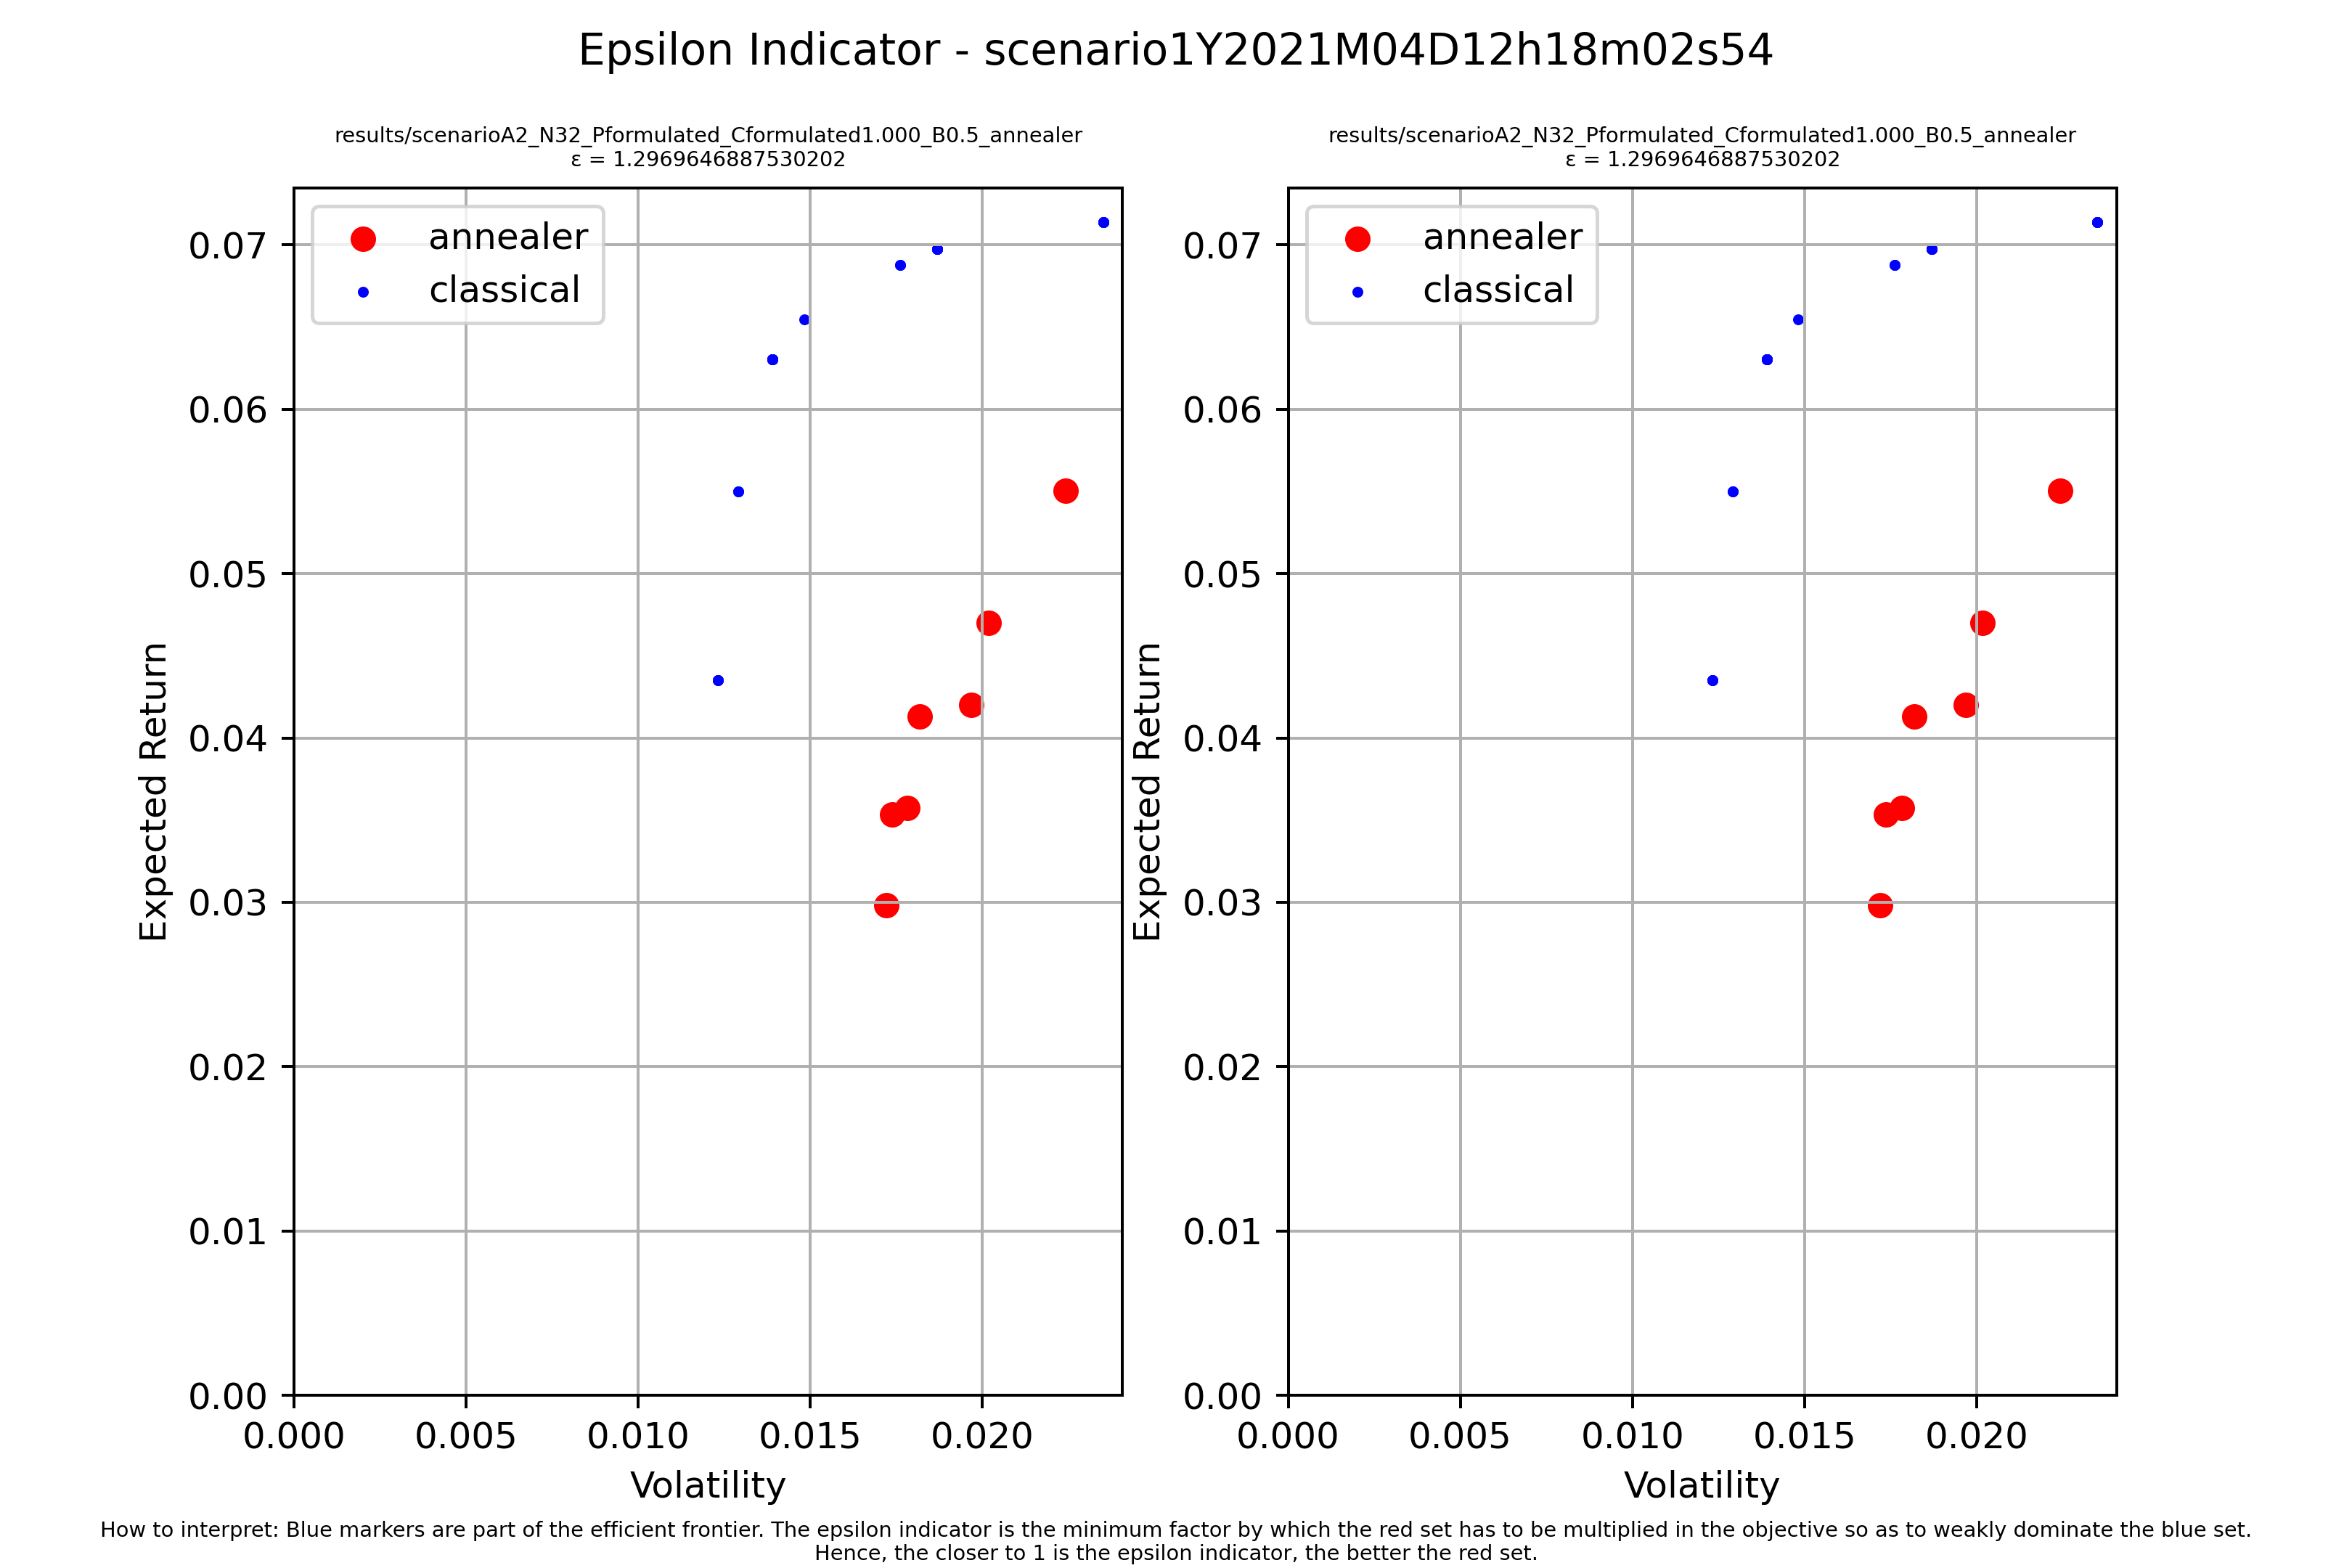 Epsilon Indicator - scenario1Y2021M04D12h18m02s54
results/scenarioA2_N32_Pformulated_Cformulated1.000_B0.5_annealer
ε = 1.2969646887530202
annealer
classical
0.07
0.06
0.05
0.04
0.03
0.02
0.01
0.00
Expected Return
0.000 0.005 0.010 0.015 0.020
Volatility
results/scenarioA2_N32_Pformulated_Cformulated1.000_B0.5_annealer
ε = 1.2969646887530202
annealer
classical
0.07
0.06
0.05
0.04
0.03
0.02
0.01
0.00
Expected Return
0.000 0.005 0.010 0.015 0.020
Volatility
How to interpret: Blue markers are part of the efficient frontier. The epsilon indicator is the minimum factor by which the red set has to be multiplied in the objective so as to weakly dominate the blue set.
Hence, the closer to 1 is the epsilon indicator, the better the red set.